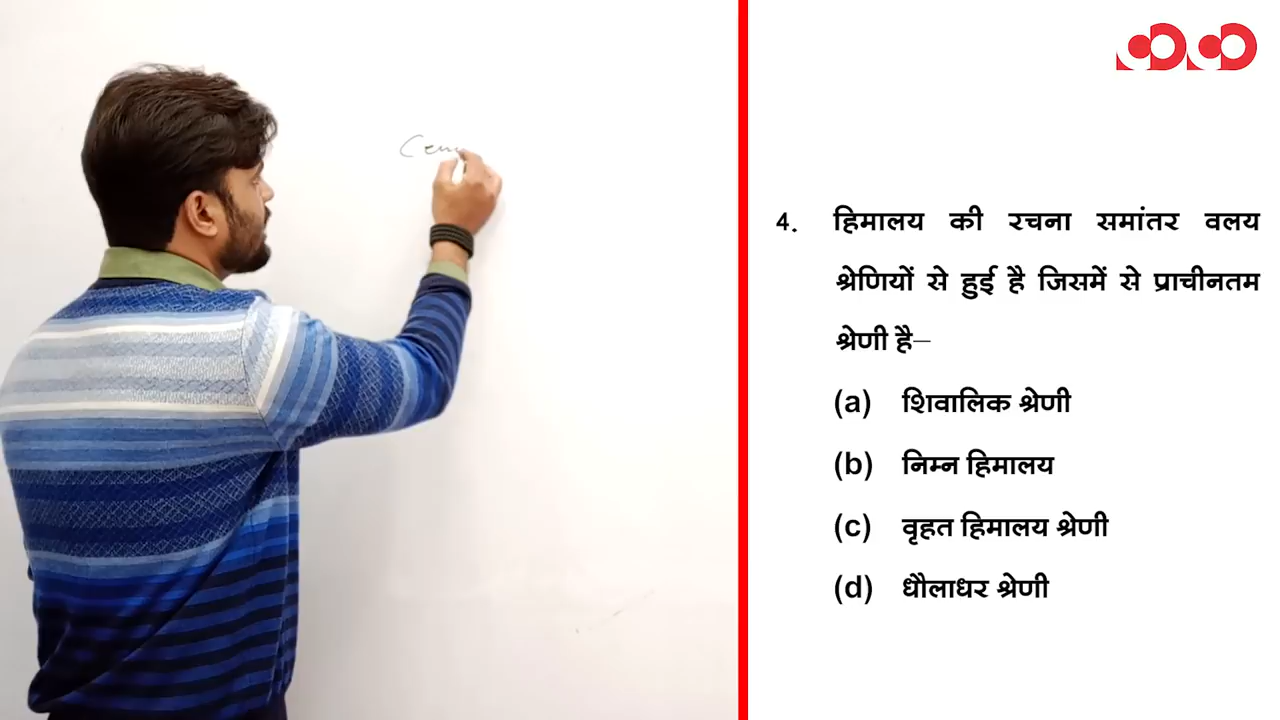 4. हिमालय की रचना समांतर वलय
श्रेणियों से हुई है जिसमें से प्राचीनतम
श्रेणी है–
(a) शिवालिक श्रेणी
(b) निम्न हिमालय
(c) वृहत हिमालय श्रेणी
(d) धौलाधर श्रेणी